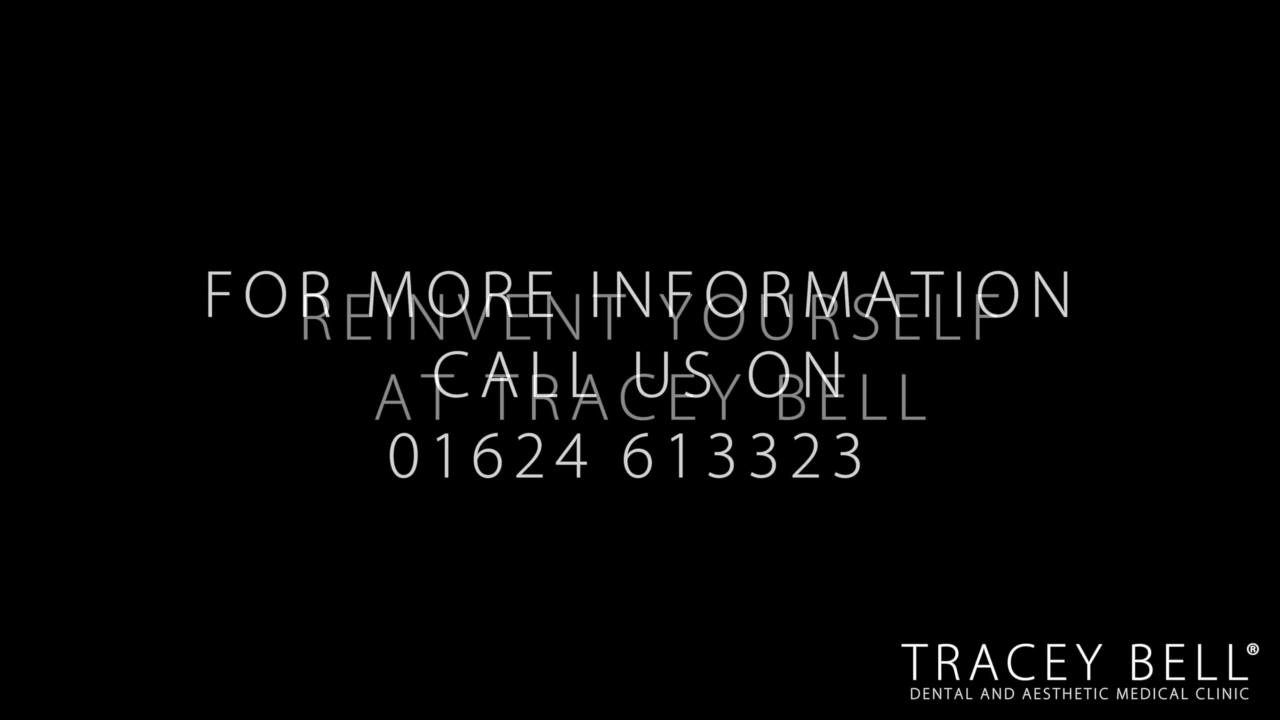 FOR MORE INFORMATION
REINVENT YOURSELF
CALL US ON
AT TRACEY BELL
01624 613323
TRACEY BELL®
DENTAL AND AESTHETIC MEDICAL CLINIC